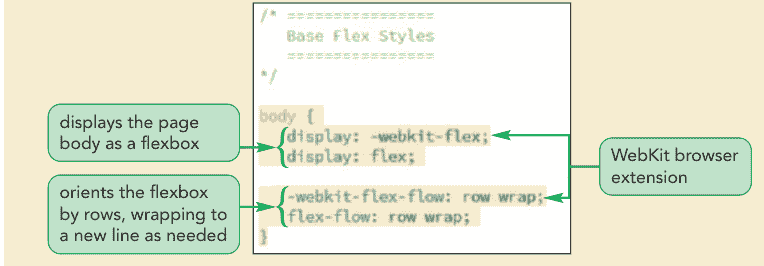 /* ================
Base Flex Styles
================
*/
body {
display: -webkit-flex;
display: flex;
-webkit-flex-flow: row wrap;
flex-flow: row wrap;
}
displays the page
body as a flexbox
orients the flexbox
by rows, wrapping to
a new line as needed
WebKit browser
extension